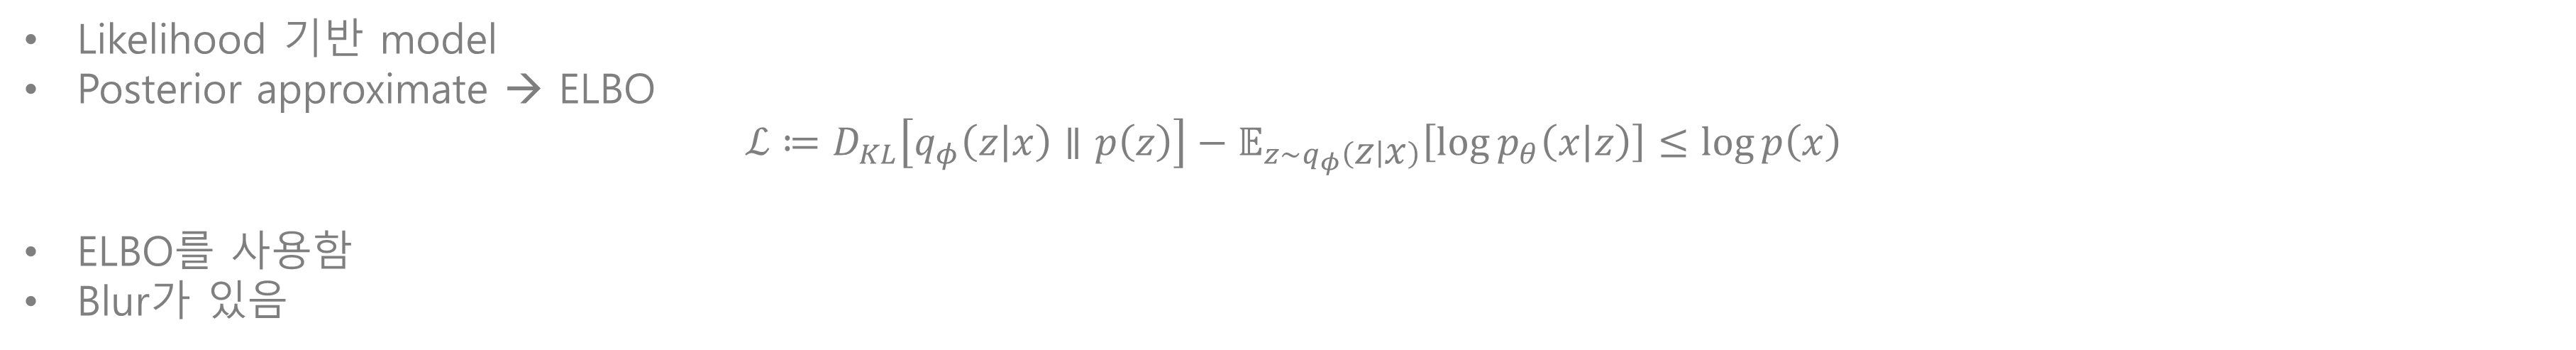 • Likelihood 기반 model
• Posterior approximate → ELBO
ℒ ≔ D_{KL}[q_ϕ(z|x) ∥ p(z)] − 𝔼_{z~q_ϕ(z|x)}[log p_θ(x|z)] ≤ log p(x)
• ELBO를 사용함
• Blur가 있음